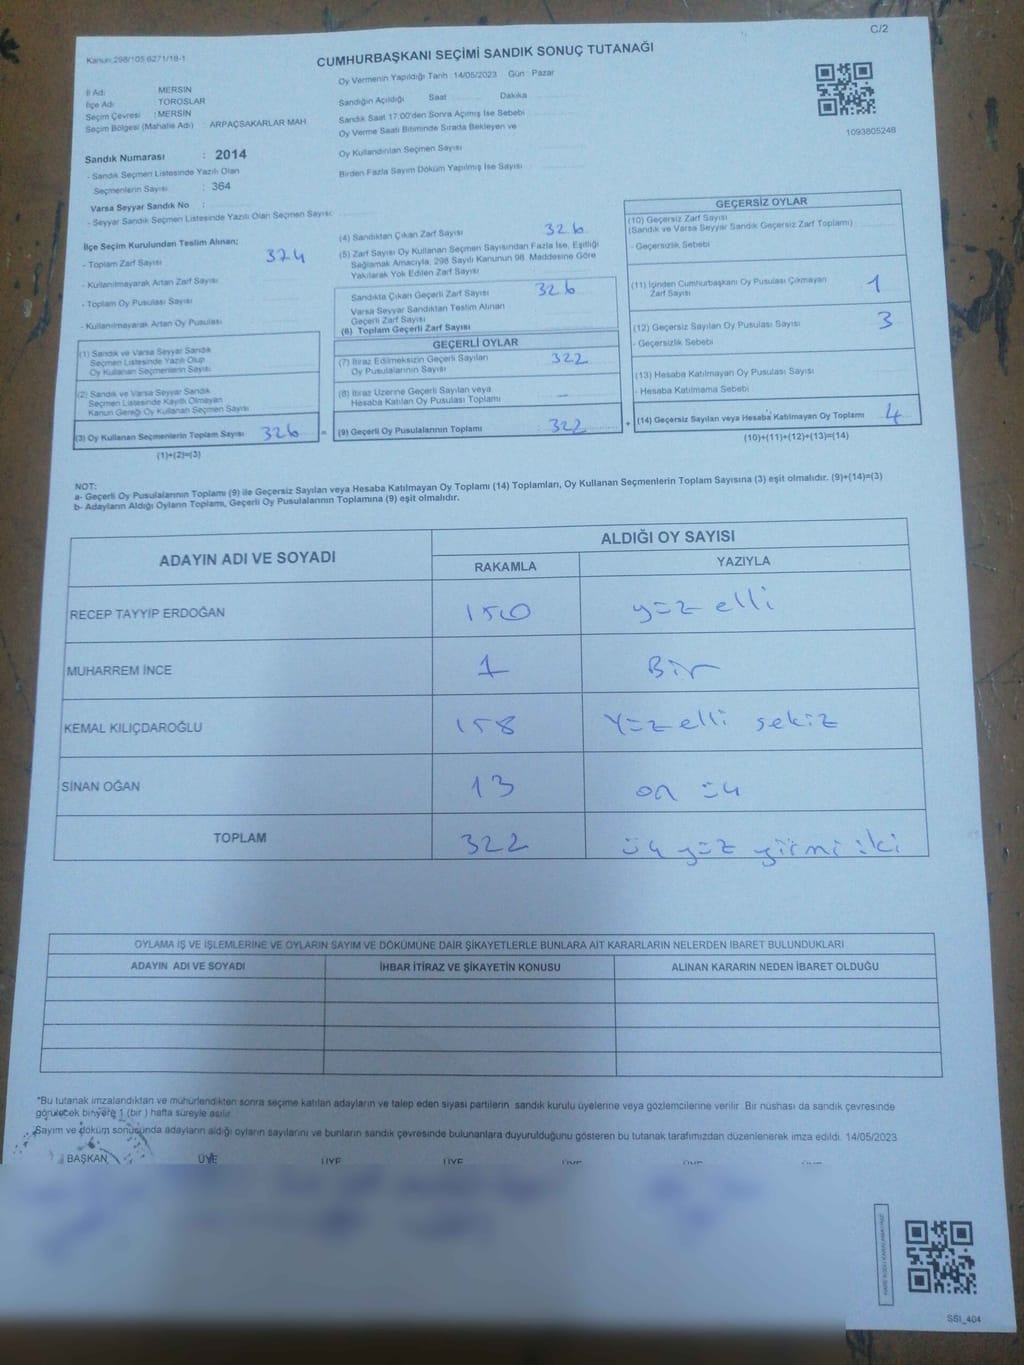 C/2
Kanun:298/105 6271/18-1
CUMHURBAŞKANI SEÇİMİ SANDIK SONUÇ TUTANAĞI
Oy Vermenin Yapıldığı Tarih :14/05/2023 Gün : Pazar
İl Adı : MERSİN
İlçe Adı : TOROSLAR
Seçim Çevresi : MERSİN
Seçim Bölgesi (Mahalle Adı) : ARPAÇSAKARLAR MAH
Sandığın Açıldığı Saat Dakika
Sandık Saat 17:00'den Sonra Açılmış İse Sebebi
Oy Verme Saati Bitiminde Sırada Bekleyen ve
Oy Kullandırılan Seçmen Sayısı
Birden Fazla Sayım Döküm Yapılmış İse Sayısı
1093805248
Sandık Numarası : 2014
- Sandık Seçmen Listesinde Yazılı Olan
Seçmenlerin Sayısı : 364
Varsa Seyyar Sandık No :
- Seyyar Sandık Seçmen Listesinde Yazılı Olan Seçmen Sayısı:
İlçe Seçim Kurulundan Teslim Alınan;
- Toplam Zarf Sayısı 324
- Kullanılmayarak Artan Zarf Sayısı
- Toplam Oy Pusulası Sayısı
- Kullanılmayarak Artan Oy Pusulası
(1) Sandık ve Varsa Seyyar Sandık
Seçmen Listesinde Yazılı Olup
Oy Kullanan Seçmenlerin Sayısı
(2) Sandık ve Varsa Seyyar Sandık
Seçmen Listesinde Kayıtlı Olmayan
Kanun Gereği Oy Kullanan Seçmen Sayısı
(3) Oy Kullanan Seçmenlerin Toplam Sayısı 326 =
(1)+(2)=(3)
(4) Sandıktan Çıkan Zarf Sayısı 326
(5) Zarf Sayısı Oy Kullanan Seçmen Sayısından Fazla İse, Eşitliği
Sağlamak Amacıyla, 298 Sayılı Kanunun 98. Maddesine Göre
Yakılarak Yok Edilen Zarf Sayısı
Sandıkta Çıkan Geçerli Zarf Sayısı 326
Varsa Seyyar Sandıktan Teslim Alınan
Geçerli Zarf Sayısı
(6) Toplam Geçerli Zarf Sayısı
GEÇERLİ OYLAR
(7) İtiraz Edilmeksizin Geçerli Sayılan
Oy Pusulalarının Sayısı 322
(8) İtiraz Üzerine Geçerli Sayılan veya
Hesaba Katılan Oy Pusulası Toplamı —
(9) Geçerli Oy Pusulalarının Toplamı : 322 +
GEÇERSİZ OYLAR
(10) Geçersiz Zarf Sayısı
(Sandık ve Varsa Seyyar Sandık Geçersiz Zarf Toplamı)
- Geçersizlik Sebebi
(11) İçinden Cumhurbaşkanı Oy Pusulası Çıkmayan
Zarf Sayısı 1
(12) Geçersiz Sayılan Oy Pusulası Sayısı 3
- Geçersizlik Sebebi
(13) Hesaba Katılmayan Oy Pusulası Sayısı
- Hesaba Katılmama Sebebi
(14) Geçersiz Sayılan veya Hesaba Katılmayan Oy Toplamı 4
(10)+(11)+(12)+(13)=(14)
NOT:
a- Geçerli Oy Pusulalarının Toplamı (9) ile Geçersiz Sayılan veya Hesaba Katılmayan Oy Toplamı (14) Toplamları, Oy Kullanan Seçmenlerin Toplam Sayısına (3) eşit olmalıdır. (9)+(14)=(3)
b- Adayların Aldığı Oyların Toplamı, Geçerli Oy Pusulalarının Toplamına (9) eşit olmalıdır.
ADAYIN ADI VE SOYADI
ALDIĞI OY SAYISI
RAKAMLA YAZIYLA
RECEP TAYYİP ERDOĞAN 150 yüz elli
MUHARREM İNCE 1 Bir
KEMAL KILIÇDAROĞLU 158 Yüz elli sekiz
SİNAN OĞAN 13 on üç
TOPLAM 322 üç yüz yirmi iki
OYLAMA İŞ VE İŞLEMLERİNE VE OYLARIN SAYIM VE DÖKÜMÜNE DAİR ŞİKAYETLERLE BUNLARA AİT KARARLARIN NELERDEN İBARET BULUNDUKLARI
ADAYIN ADI VE SOYADI İHBAR İTİRAZ VE ŞİKAYETİN KONUSU ALINAN KARARIN NEDEN İBARET OLDUĞU
*Bu tutanak imzalandıktan ve mühürlendikten sonra seçime katılan adayların ve talep eden siyasi partilerin sandık kurulu üyelerine veya gözlemcilerine verilir. Bir nüshası da sandık çevresinde
görülecek bir yere 1 (bir ) hafta süreyle asılır.
Sayım ve döküm sonucunda adayların aldığı oyların sayılarını ve bunların sandık çevresinde bulunanlara duyurulduğunu gösteren bu tutanak tarafımızdan düzenlenerek imza edildi. 14/05/2023
BAŞKAN ÜYE ÜYE ÜYE
SSI_404